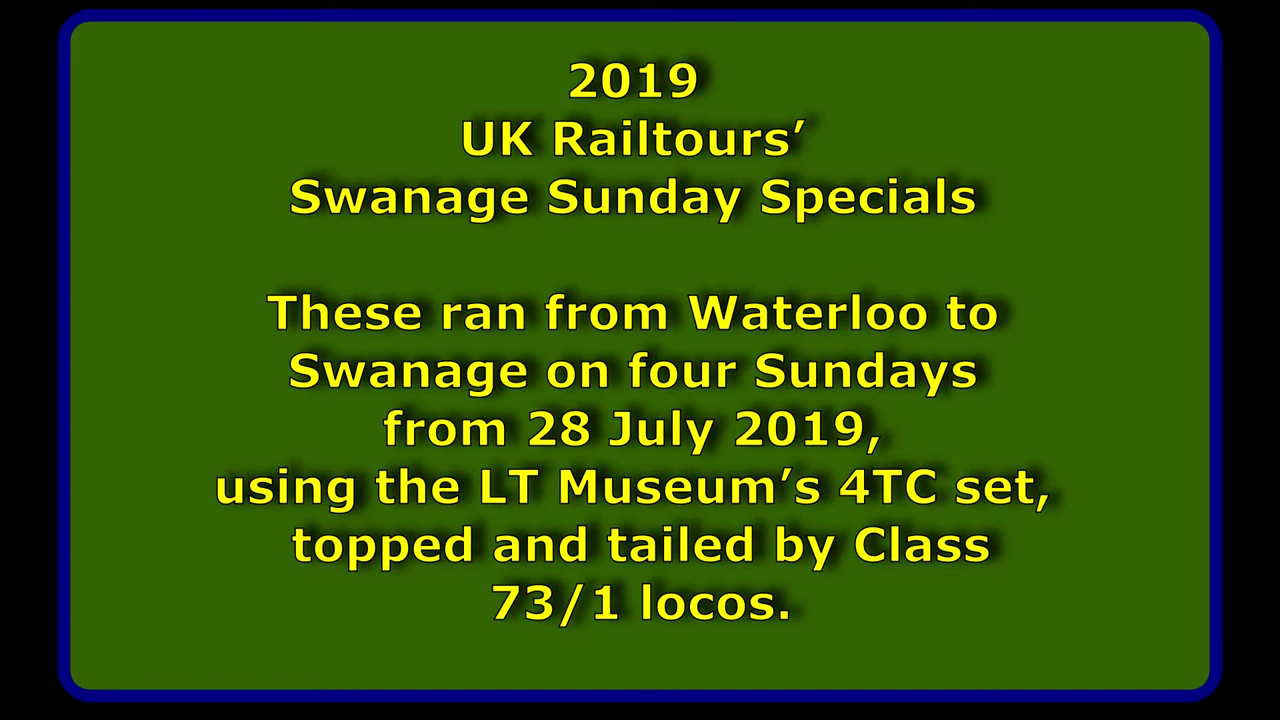 2019
UK Railtours’
Swanage Sunday Specials
These ran from Waterloo to
Swanage on four Sundays
from 28 July 2019,
using the LT Museum’s 4TC set,
topped and tailed by Class
73/1 locos.